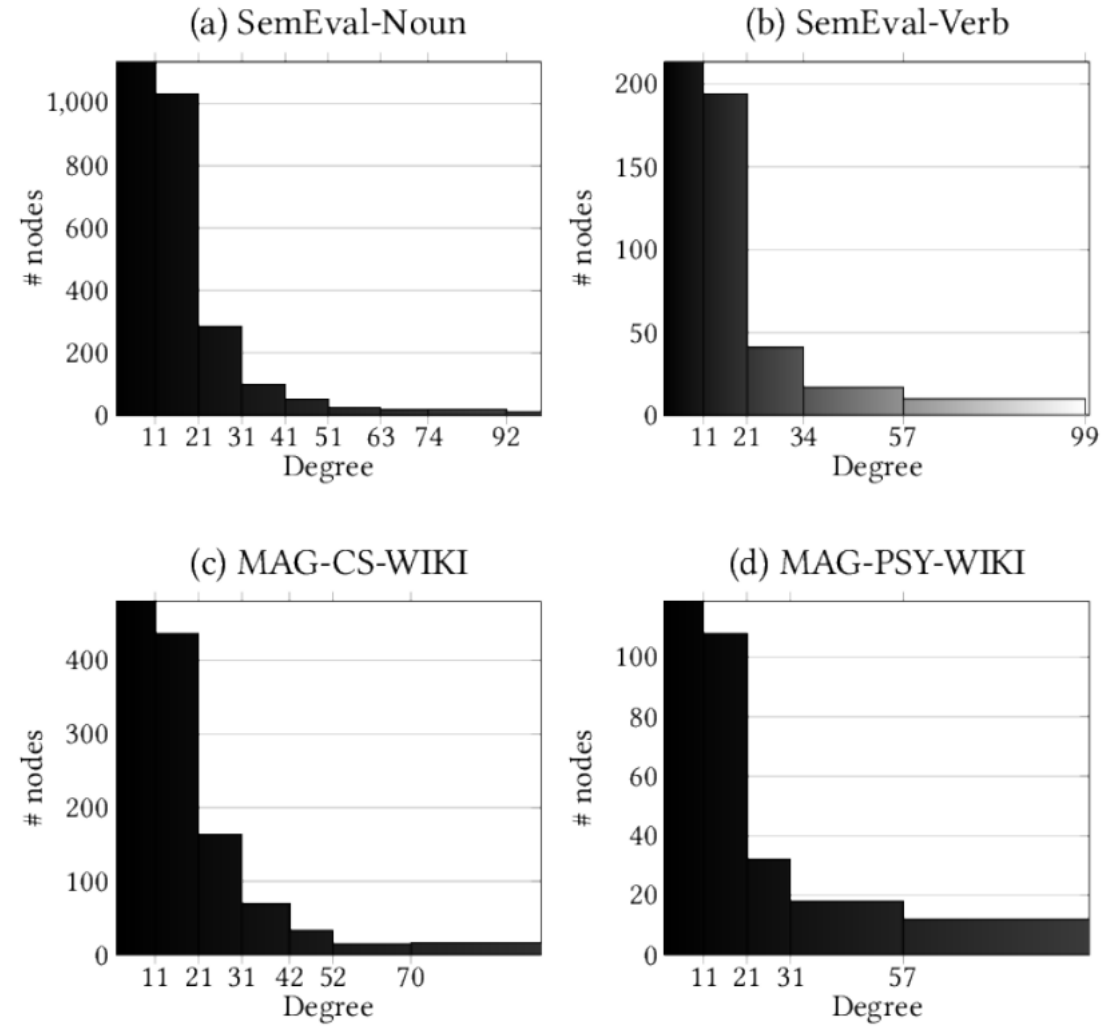 (a) SemEval-Noun
1,000
800
600
400
200
0
# nodes
11 21 31 41 51 63 74 92
Degree
(b) SemEval-Verb
200
150
100
50
0
# nodes
11 21 34 57 99
Degree
(c) MAG-CS-WIKI
400
300
200
100
0
# nodes
11 21 31 42 52 70
Degree
(d) MAG-PSY-WIKI
100
80
60
40
20
0
# nodes
11 21 31 57
Degree